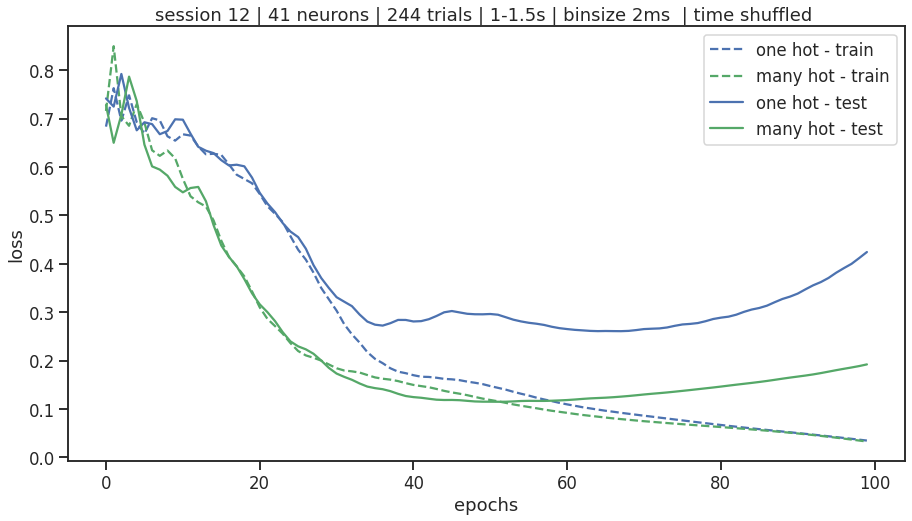 session 12 | 41 neurons | 244 trials | 1-1.5s | binsize 2ms  | time shuffled
one hot - train
many hot - train
one hot - test
many hot - test
0.8
0.7
0.6
0.5
0.4
0.3
0.2
0.1
0.0
loss
0 20 40 60 80 100
epochs